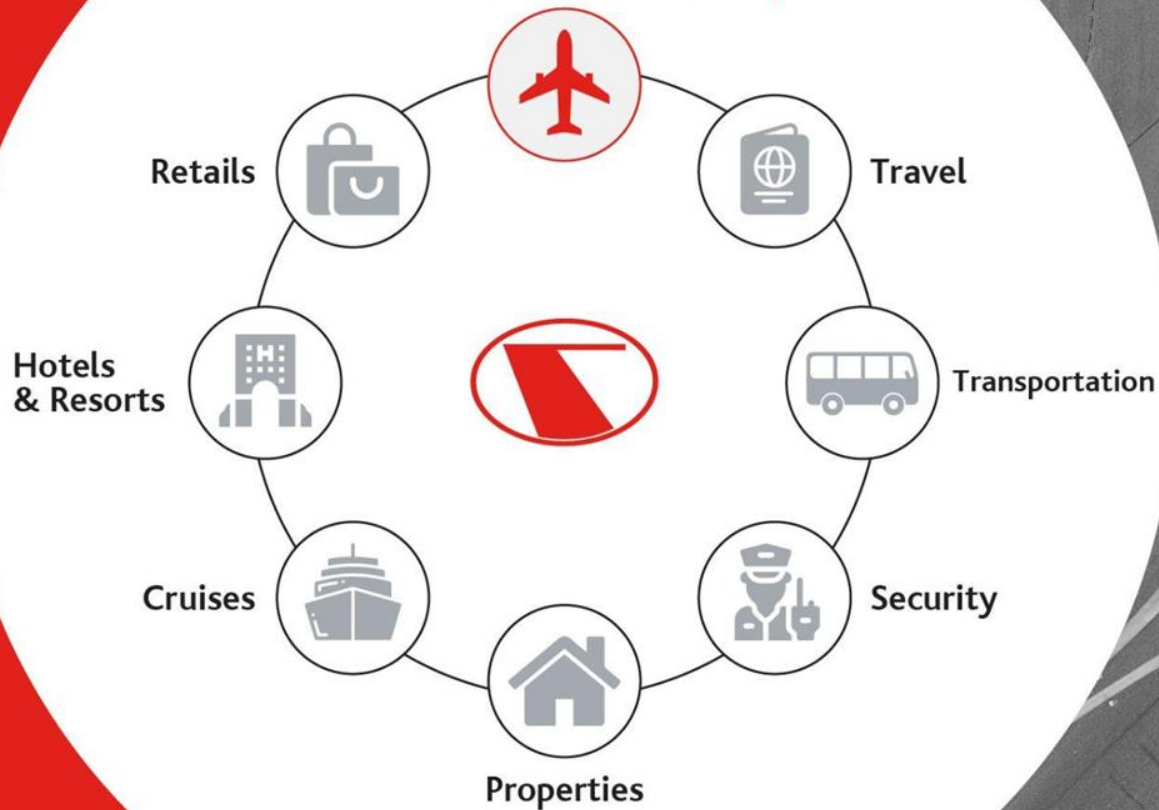 Retails
Travel
Hotels
& Resorts
Transportation
Cruises
Security
Properties